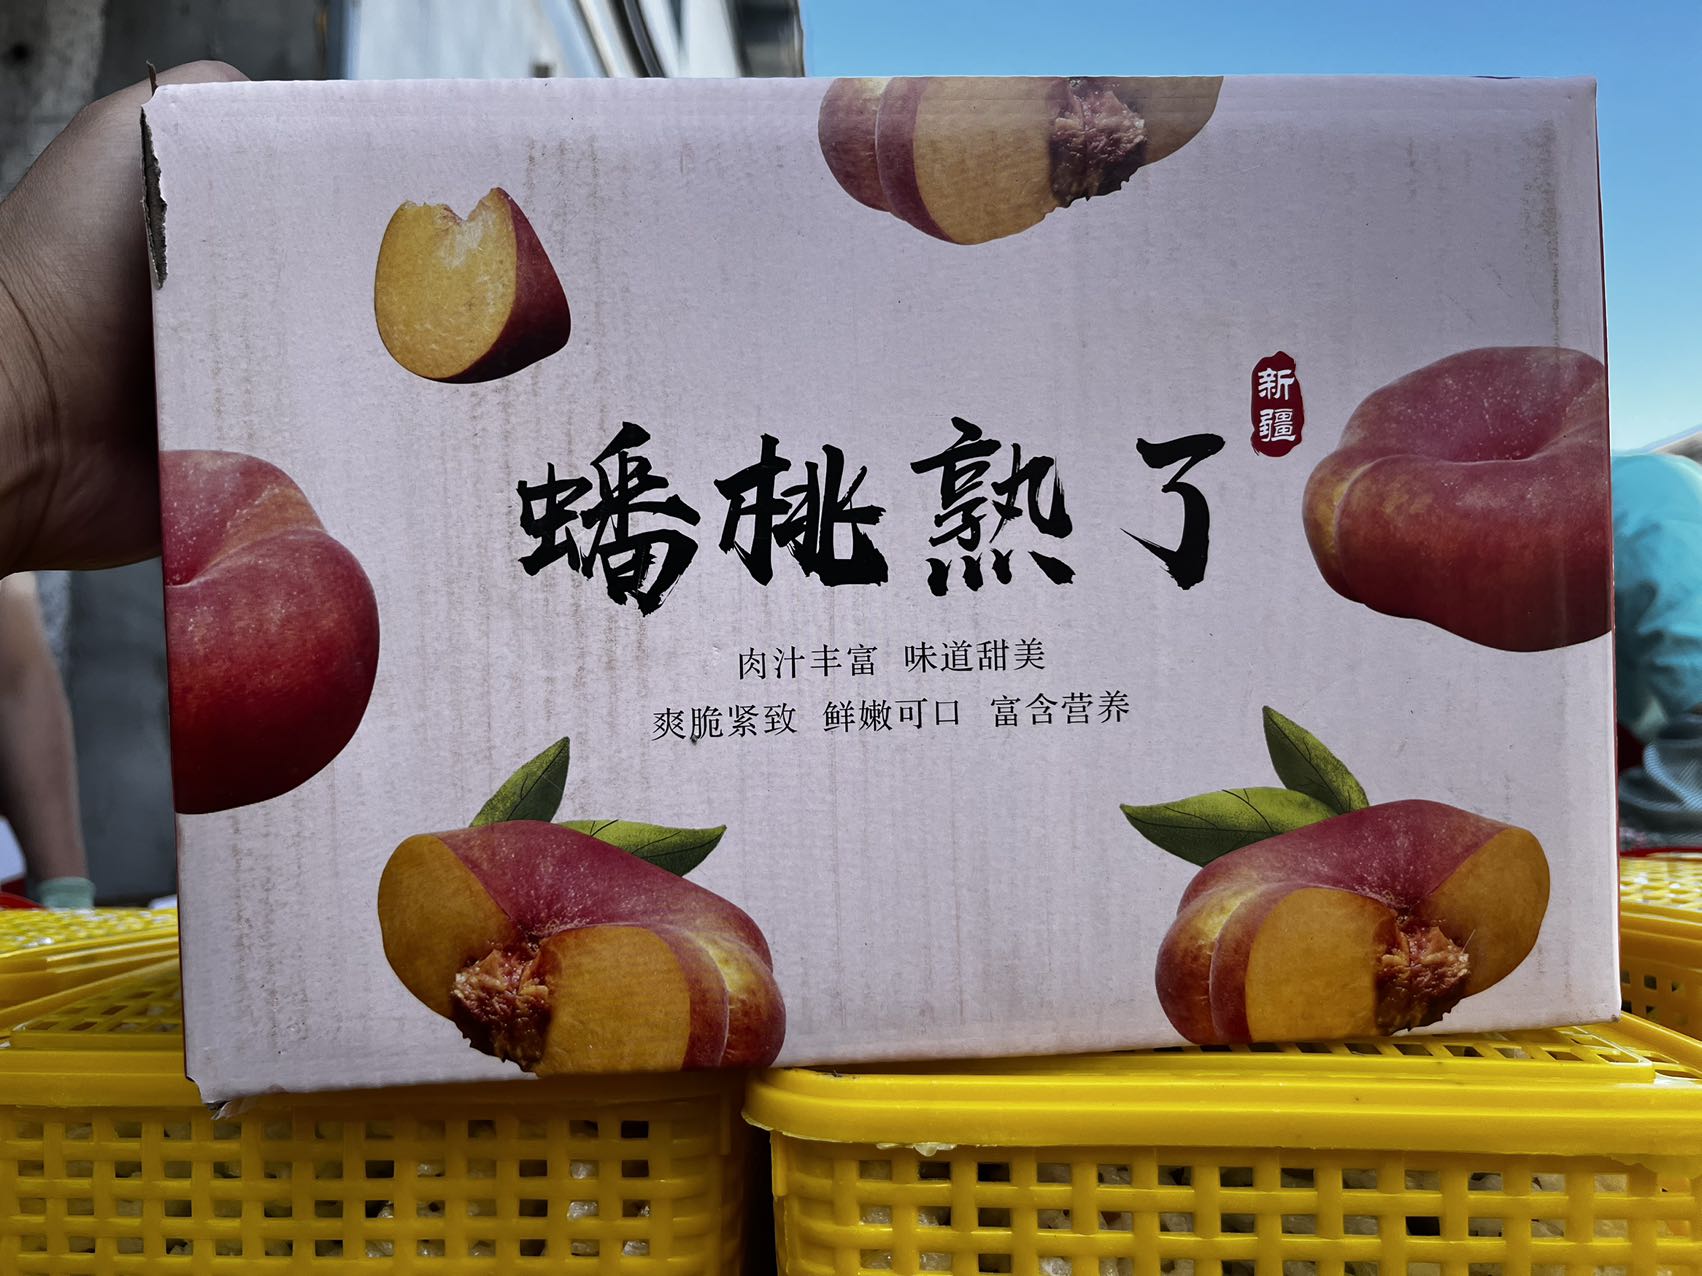 新疆
蟠桃熟了
肉汁丰富 味道甜美
爽脆紧致 鲜嫩可口 富含营养